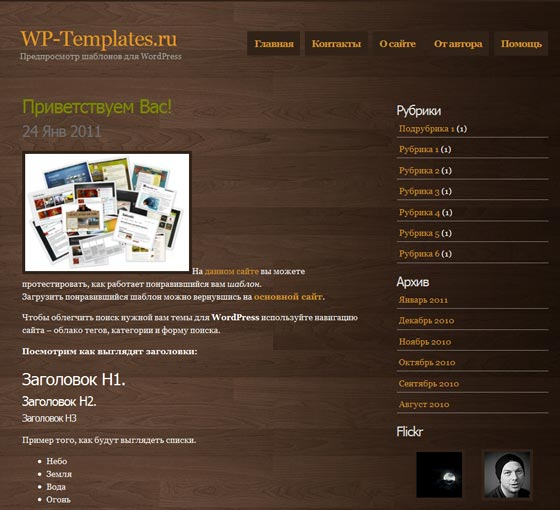 WP-Templates.ru
Предпросмотр шаблонов для WordPress
Главная
Контакты
О сайте
От автора
Помощь
Приветствуем Вас!
24 Янв 2011
На данном сайте вы можете
протестировать, как работает понравившийся вам шаблон.
Загрузить понравившийся шаблон можно вернувшись на основной сайт.
Чтобы облегчить поиск нужной вам темы для WordPress используйте навигацию
сайта – облако тегов, категории и форму поиска.
Посмотрим как выглядят заголовки:
Заголовок H1.
Заголовок H2.
Заголовок H3
Пример того, как будут выглядеть списки.
Небо
Земля
Вода
Огонь
Рубрики
Подрубрика 1 (1)
Рубрика 1 (1)
Рубрика 2 (1)
Рубрика 3 (1)
Рубрика 4 (1)
Рубрика 5 (1)
Рубрика 6 (1)
Архив
Январь 2011
Декабрь 2010
Ноябрь 2010
Октябрь 2010
Сентябрь 2010
Август 2010
Flickr